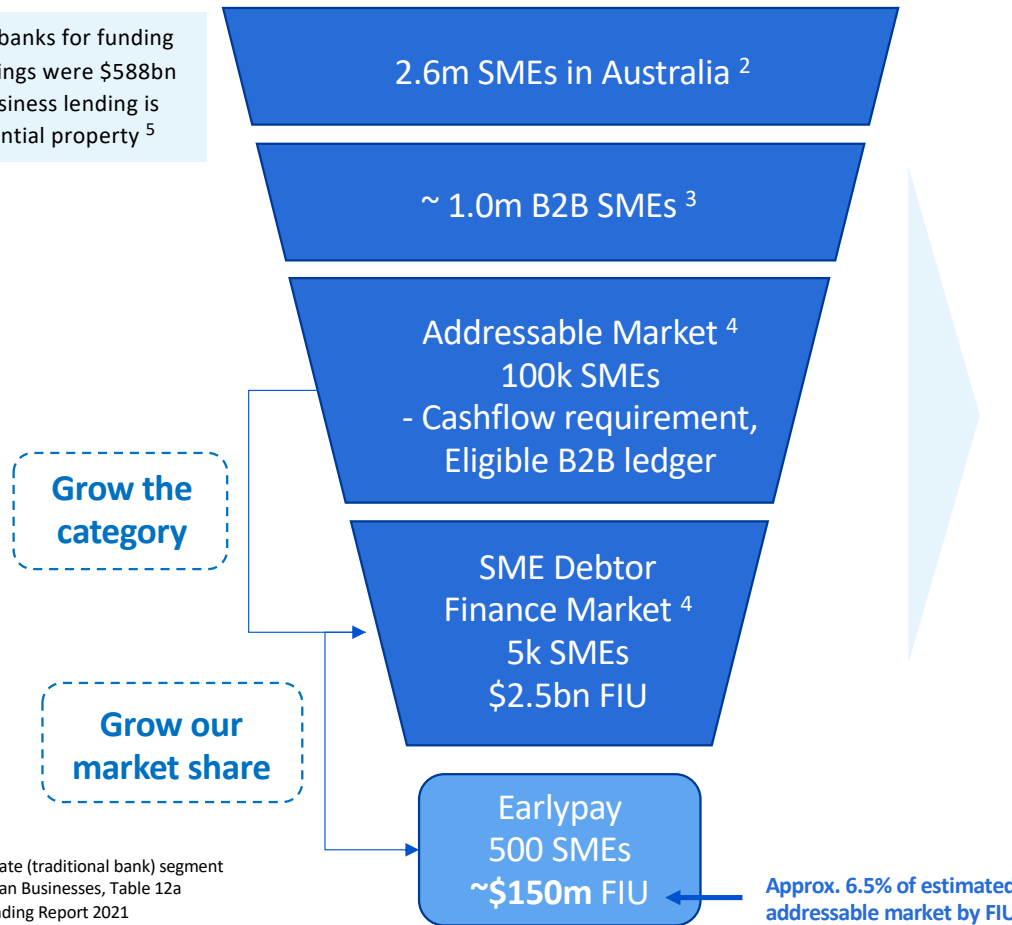 banks for funding
ings were $588bn
siness lending is
ntial property 5
2.6m SMEs in Australia 2
~ 1.0m B2B SMEs 3
Addressable Market 4
100k SMEs
- Cashflow requirement,
Eligible B2B ledger
Grow the
category
SME Debtor
Finance Market 4
5k SMEs
$2.5bn FIU
Grow our
market share
Earlypay
500 SMEs
~$150m FIU
Approx. 6.5% of estimated
addressable market by FIU
ate (traditional bank) segment
an Businesses, Table 12a
nding Report 2021